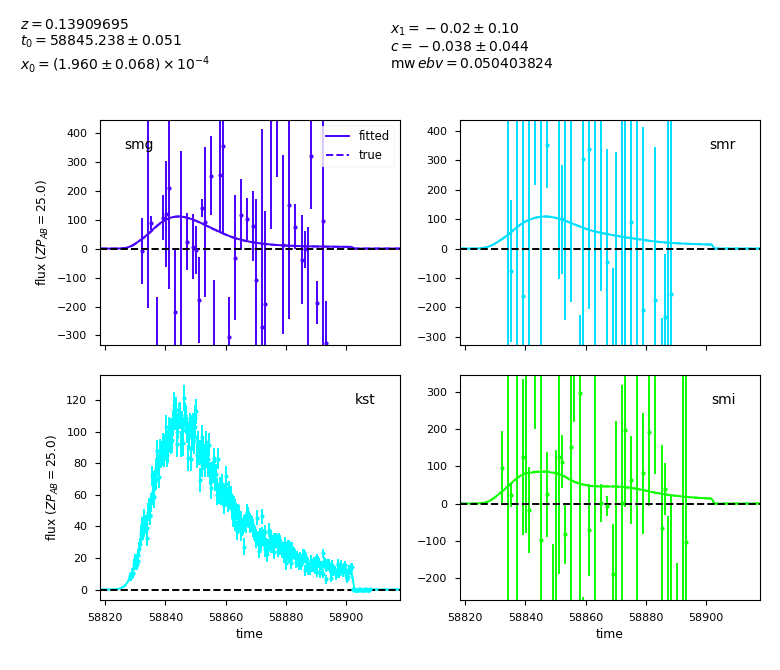 z = 0.13909695
t₀ = 58845.238 ± 0.051
x₀ = (1.960 ± 0.068) × 10⁻⁴
x₁ = −0.02 ± 0.10
c = −0.038 ± 0.044
mw ebv = 0.050403824
smg
fitted
true
400
300
200
100
0
−100
−200
−300
flux (ZP_AB = 25.0)
smr
400
300
200
100
0
−100
−200
−300
kst
120
100
80
60
40
20
0
flux (ZP_AB = 25.0)
58820
58840
58860
58880
58900
time
smi
300
200
100
0
−100
−200
58820
58840
58860
58880
58900
time